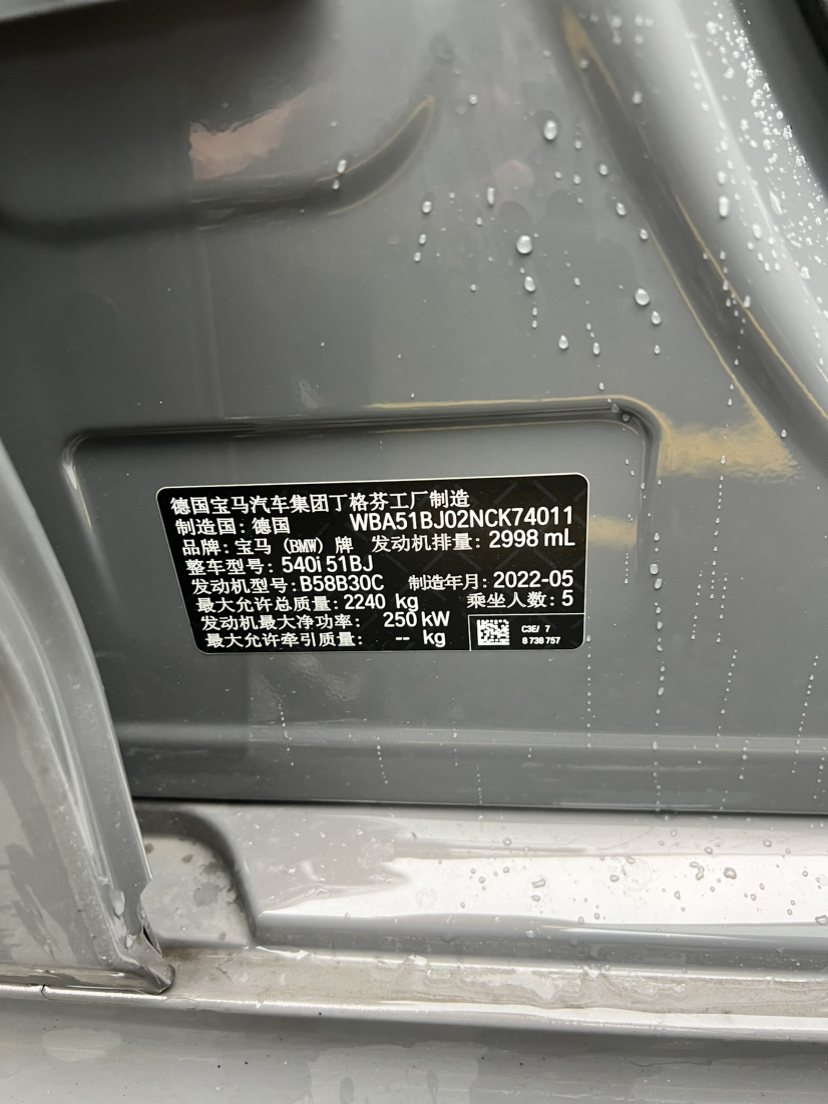 德国宝马汽车集团丁格芬工厂制造
制造国：德国 WBA51BJ02NCK74011
品牌：宝马 (BMW) 牌 发动机排量：2998 mL
整车型号：540i 51BJ
发动机型号：B58B30C 制造年月：2022-05
最大允许总质量：2240 kg 乘坐人数：5
发动机最大净功率： 250 kW
最大允许牵引质量： -- kg
C3E/ 7
8 738 757